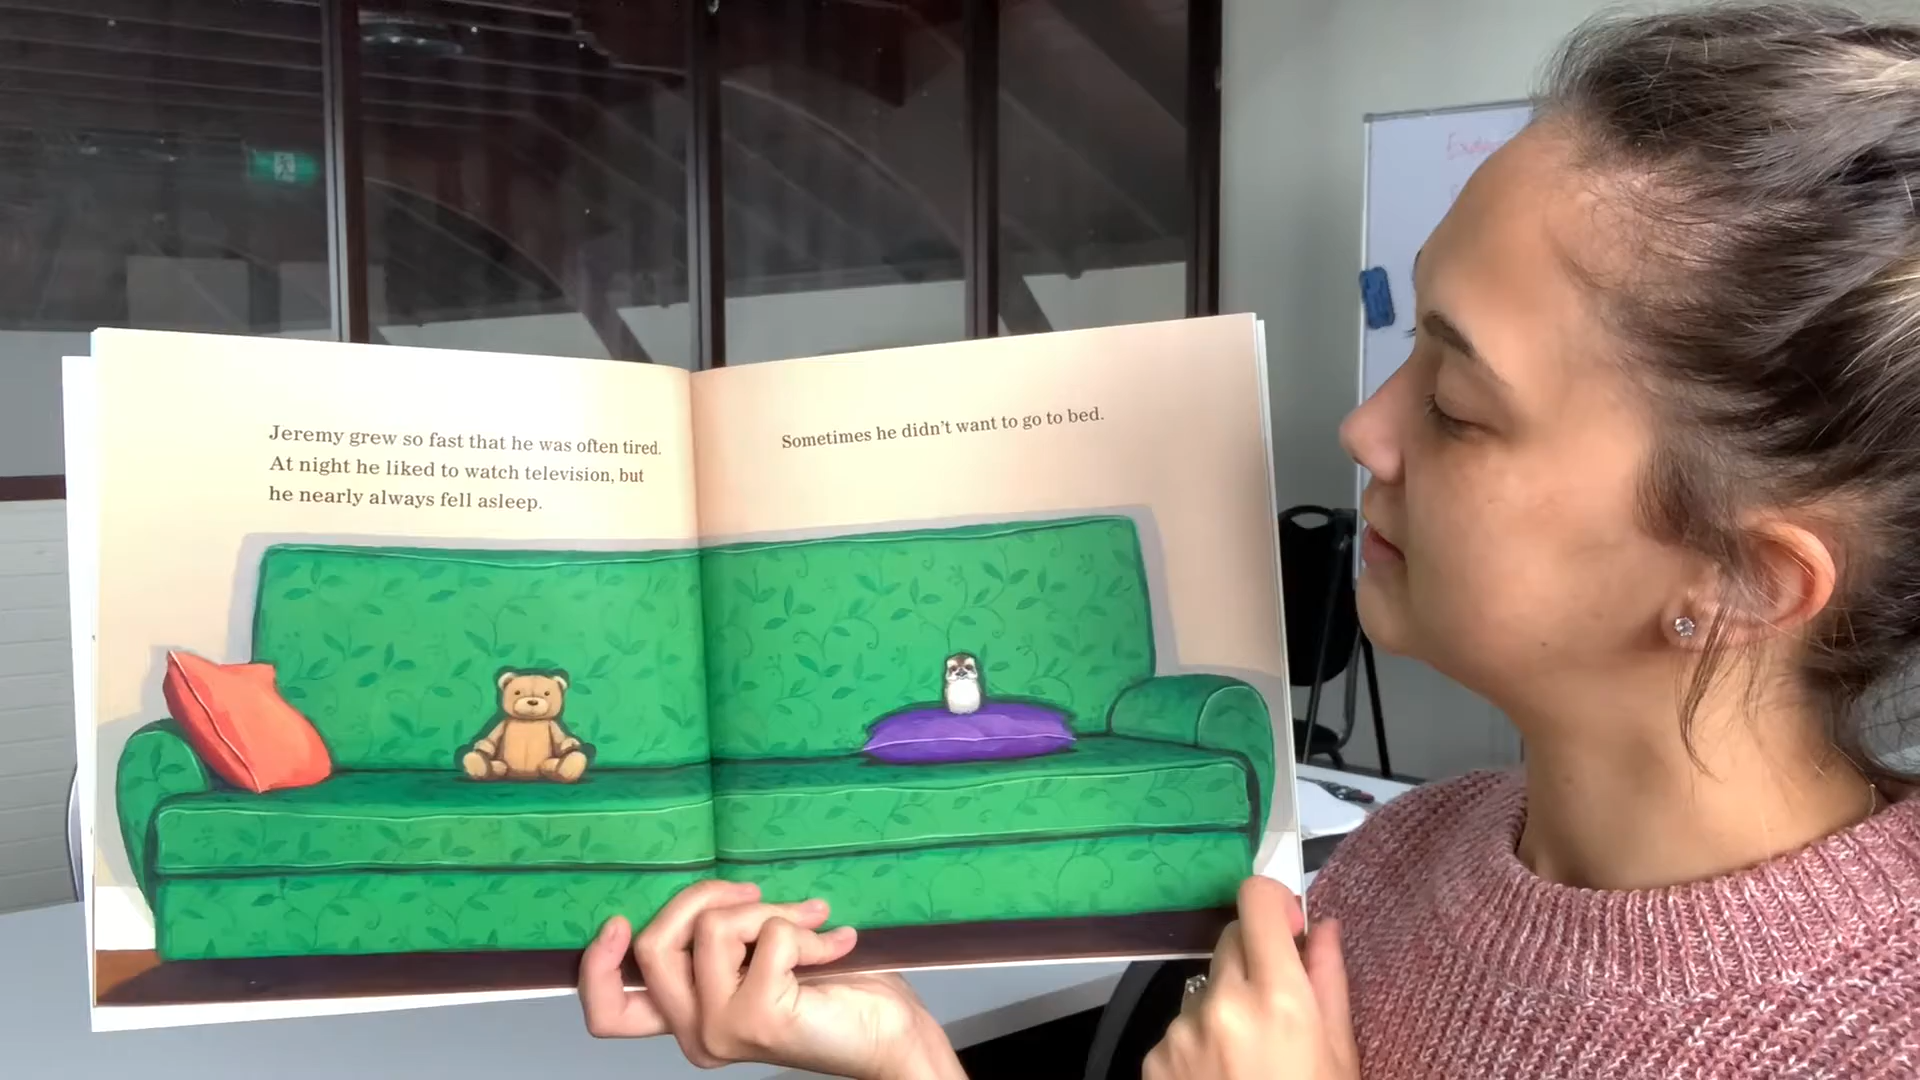 Jeremy grew so fast that he was often tired.
At night he liked to watch television, but
he nearly always fell asleep.
Sometimes he didn't want to go to bed.